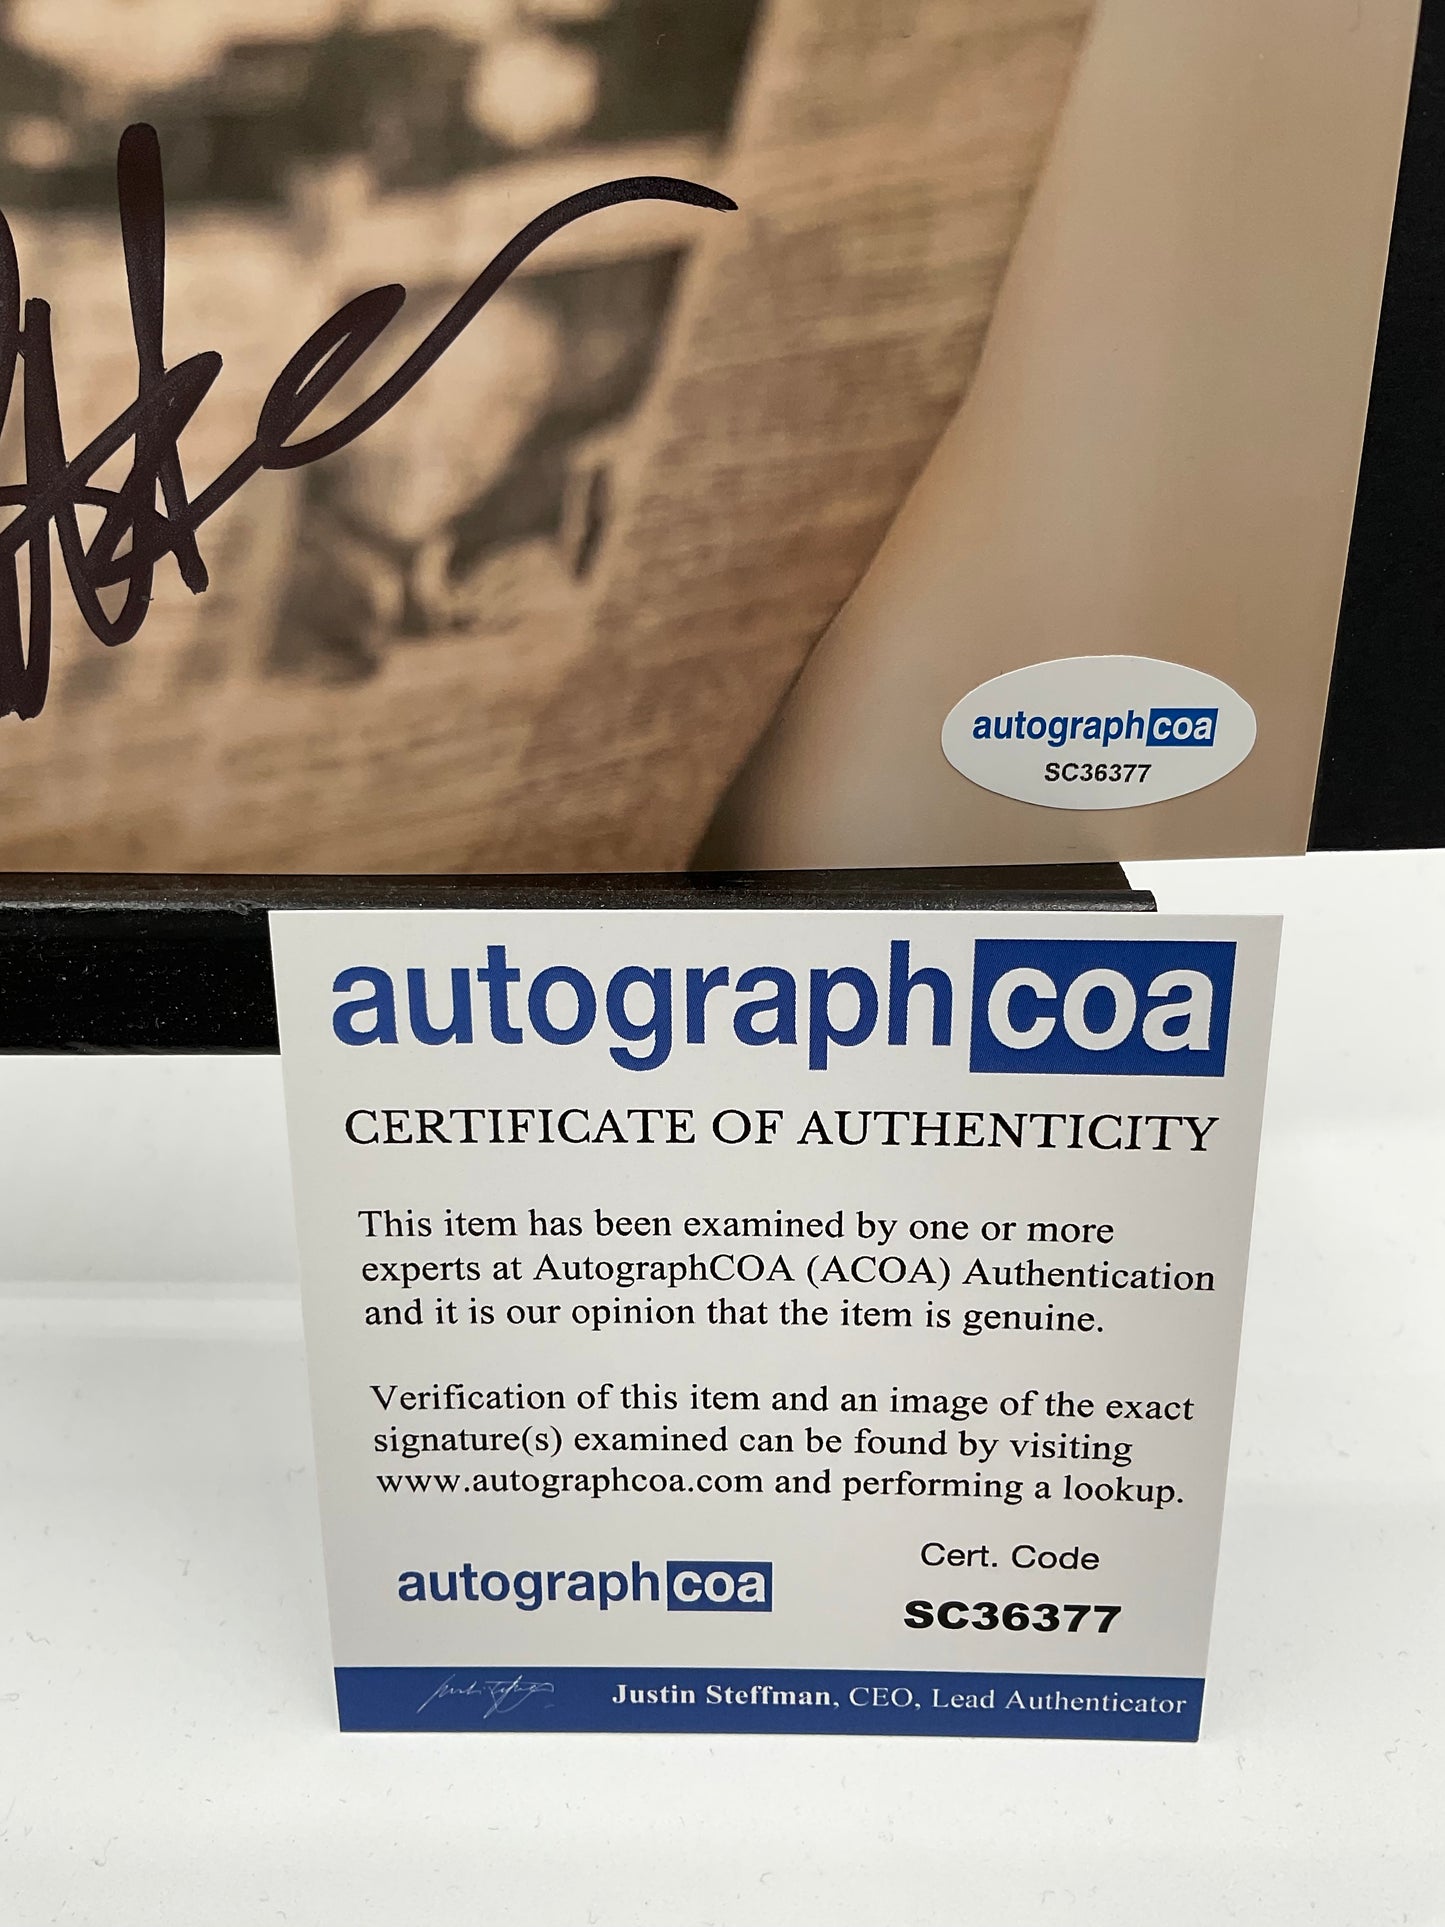 autographcoa
SC36377
autographcoa
CERTIFICATE OF AUTHENTICITY
This item has been examined by one or more
experts at AutographCOA (ACOA) Authentication
and it is our opinion that the item is genuine.
Verification of this item and an image of the exact
signature(s) examined can be found by visiting
www.autographcoa.com and performing a lookup.
Cert. Code
autographcoa
SC36377
Justin Steffman, CEO, Lead Authenticator